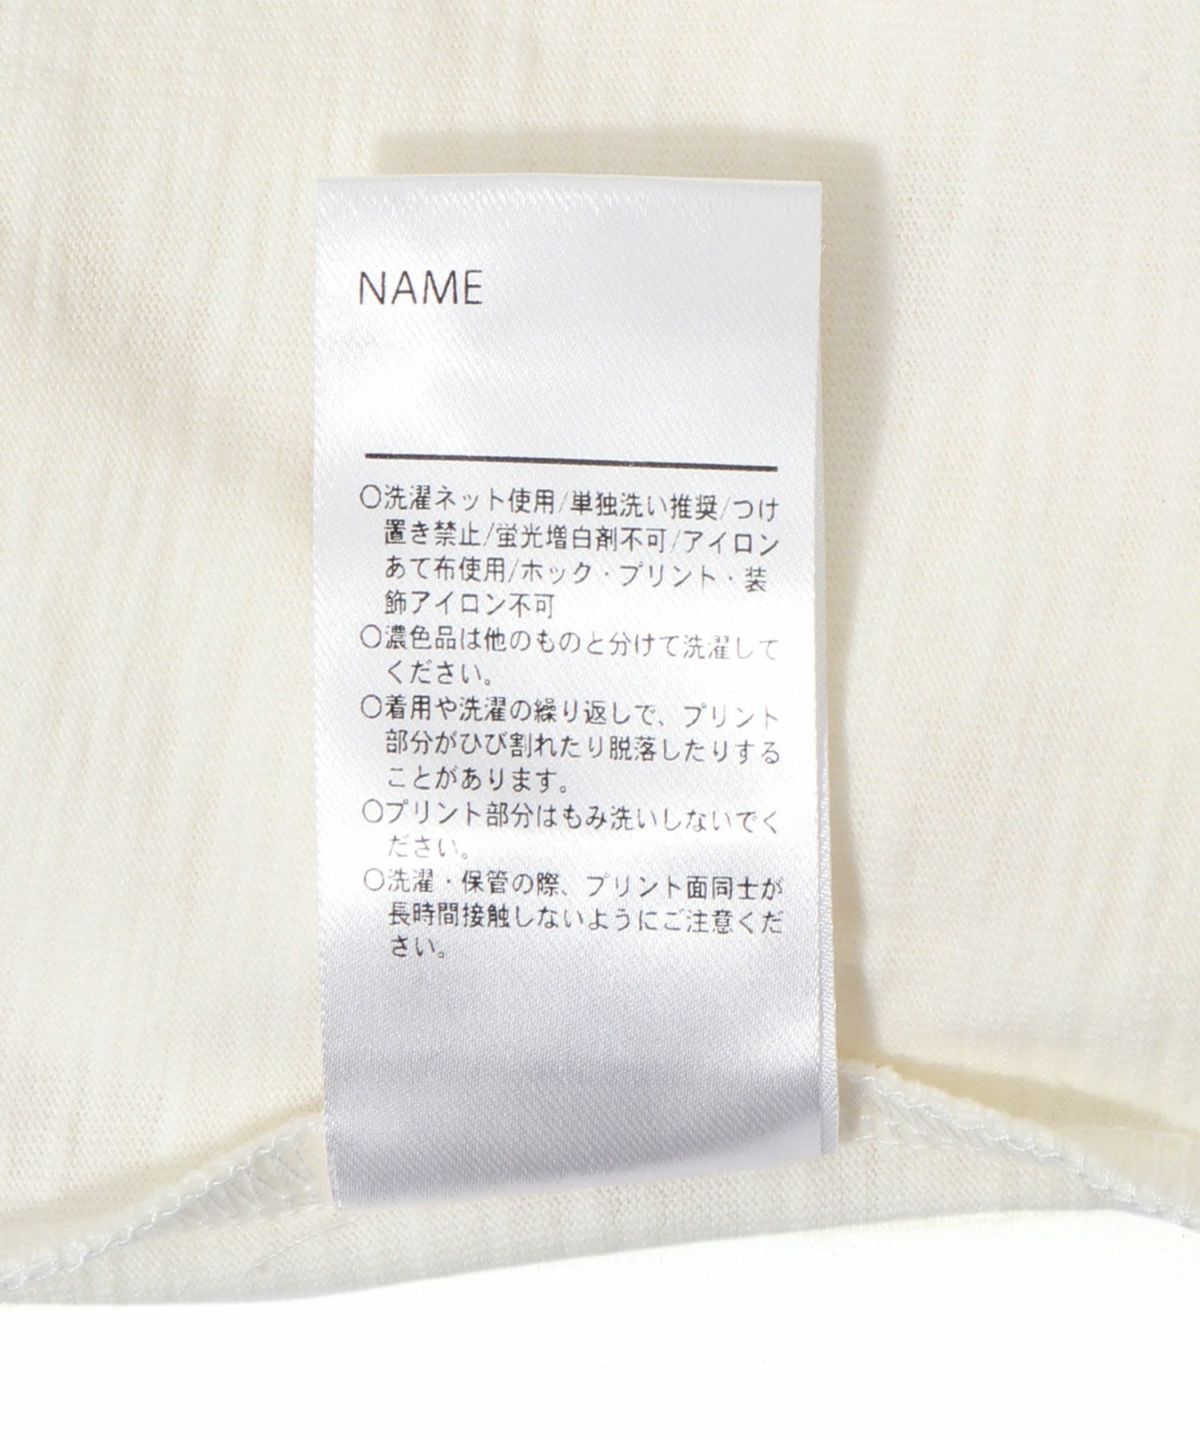 NAME
〇洗濯ネット使用/単独洗い推奨/つけ
置き禁止/蛍光増白剤不可/アイロン
あて布使用/ホック・プリント・装
飾アイロン不可
〇濃色品は他のものと分けて洗濯して
ください。
〇着用や洗濯の繰り返しで、プリント
部分がひび割れたり脱落したりする
ことがあります。
〇プリント部分はもみ洗いしないでく
ださい。
〇洗濯・保管の際、プリント面同士が
長時間接触しないようにご注意くだ
さい。